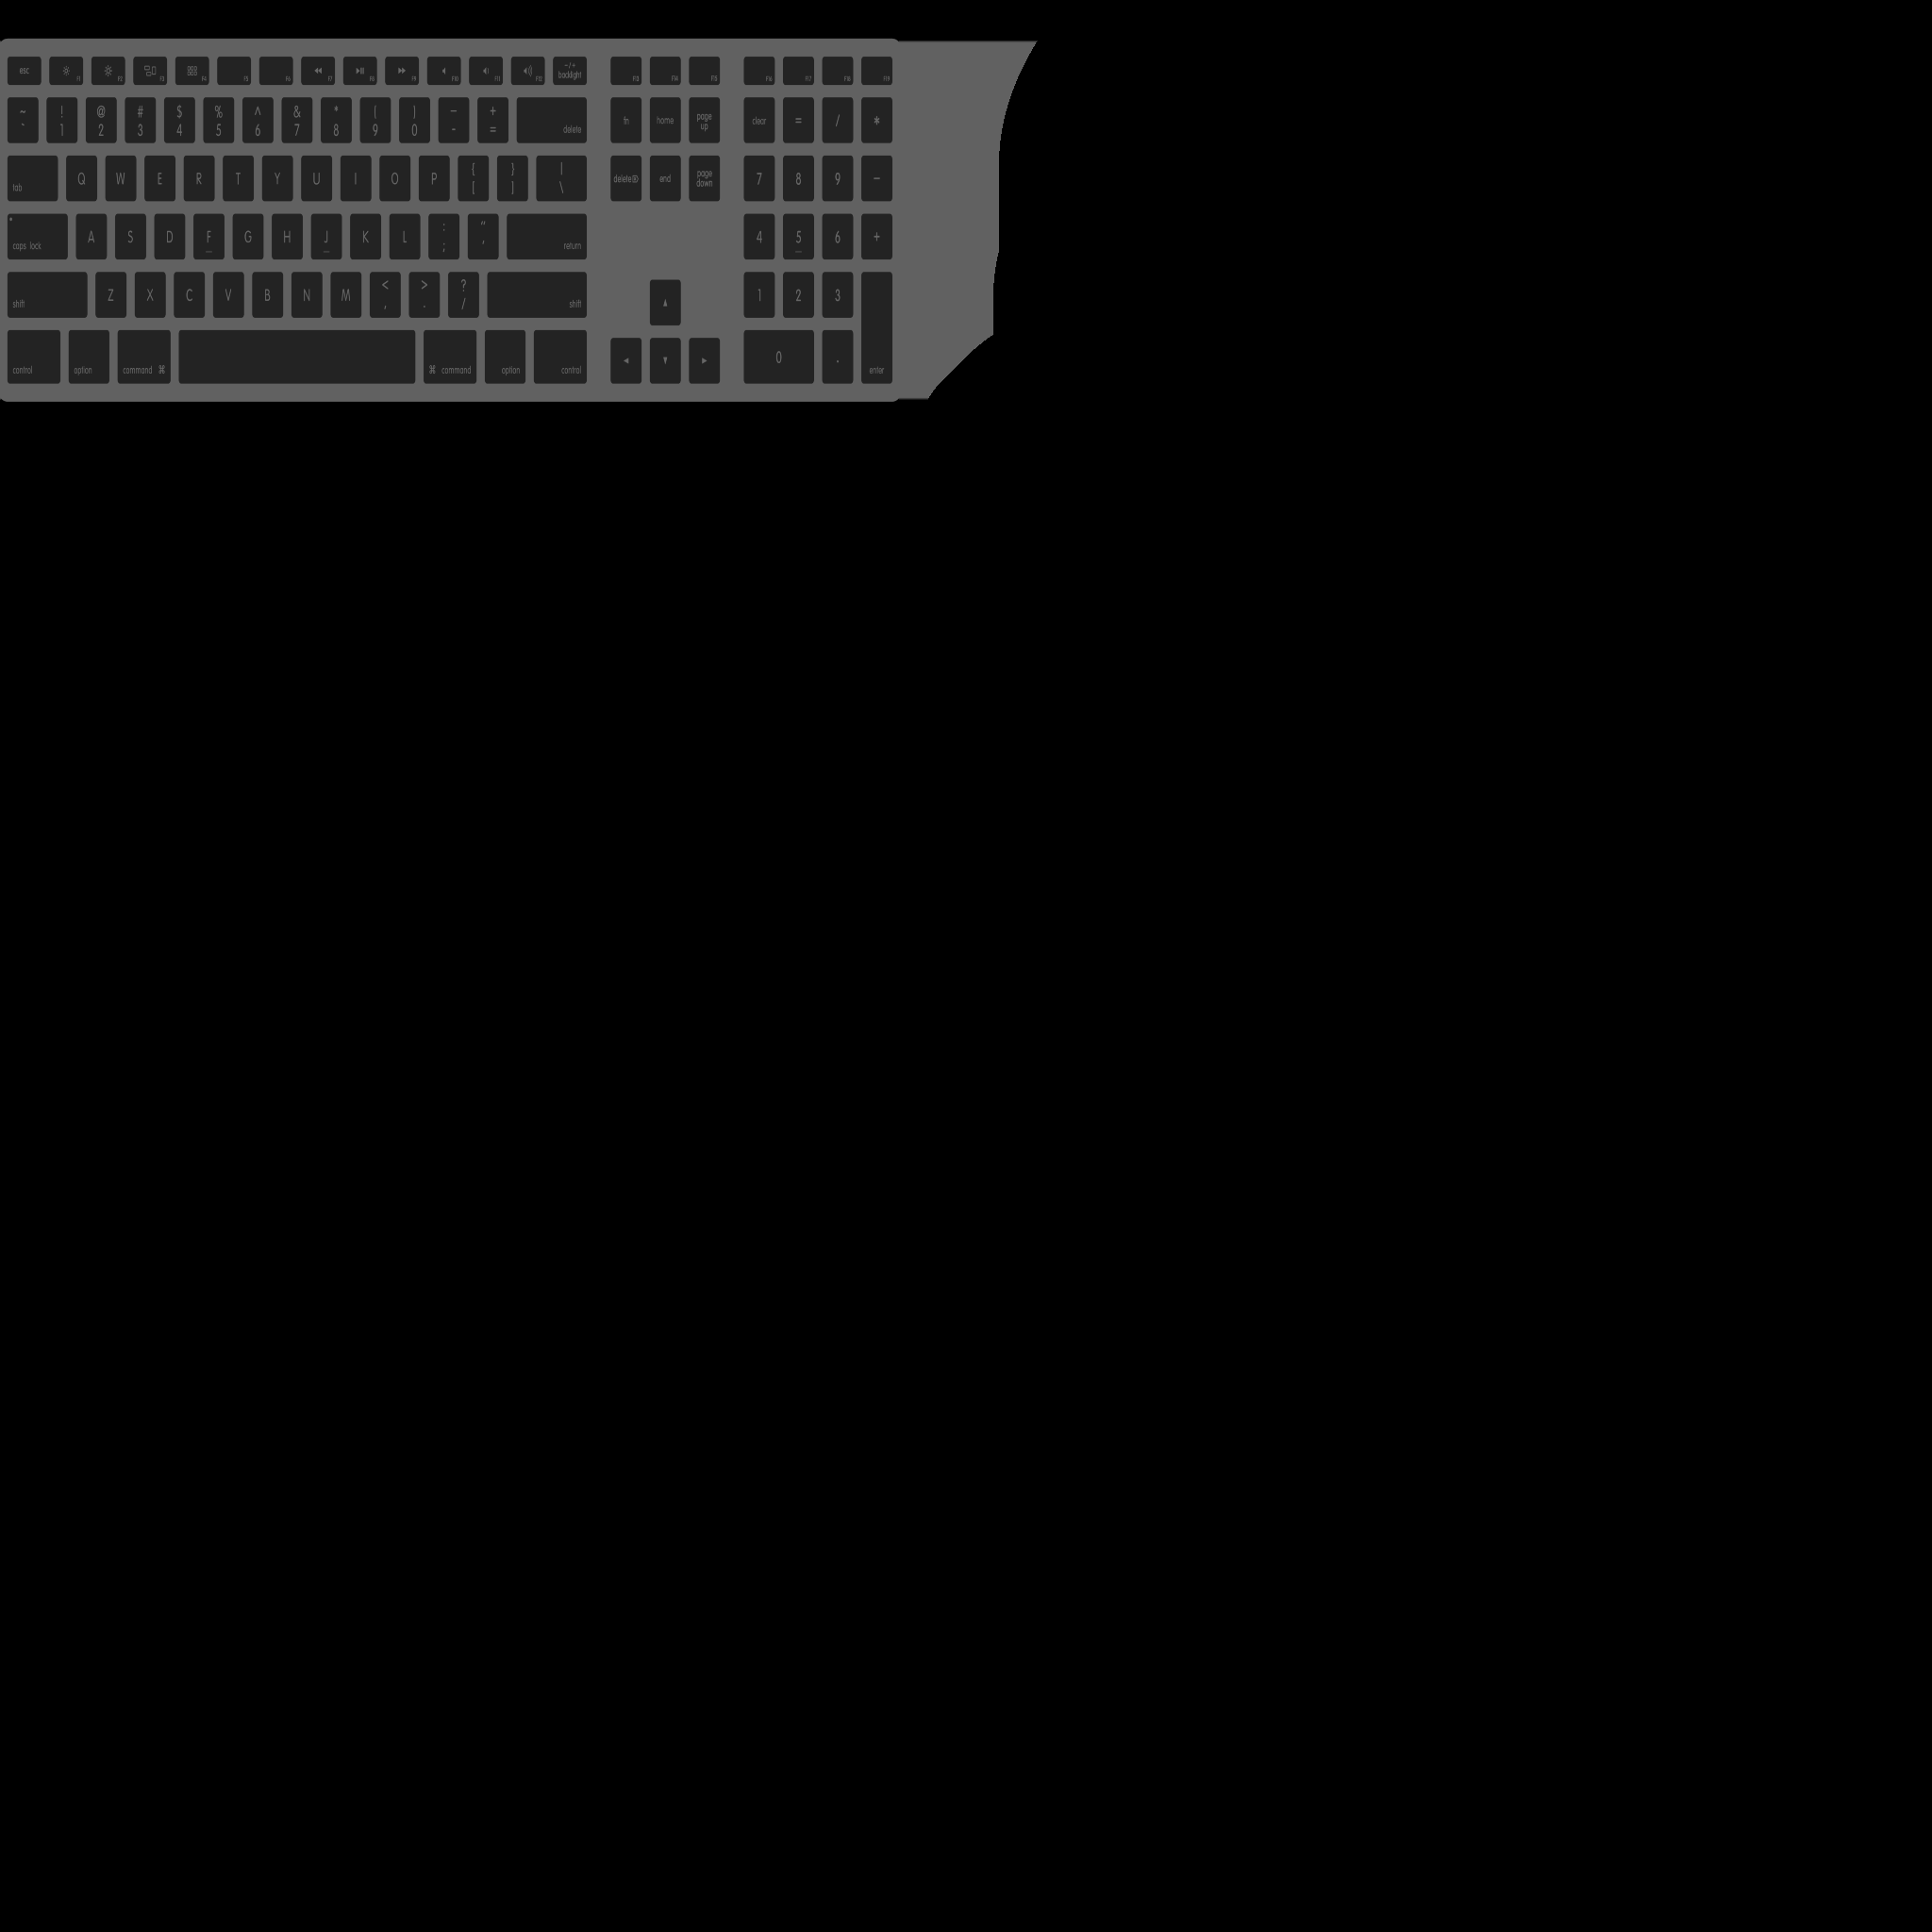 esc F1 F2 F3 F4 F5 F6 F7 F8 F9 F10 F11 F12 – / + F13 F14 F15 F16 F17 F18 F19
backlight
~ ! @ # $ % ^ & * ( ) – +
` 1 2 3 4 5 6 7 8 9 0 - = delete fn home page up clear = / *
tab Q W E R T Y U I O P { [ } ] | \ delete⌦ end page down 7 8 9 –
caps lock A S D F G H J K L : ; “ ‘ return 4 5 6 +
shift Z X C V B N M < , > . ? / shift ▲ 1 2 3
control option command ⌘ ⌘ command option control ◄ ▼ ► 0 . enter